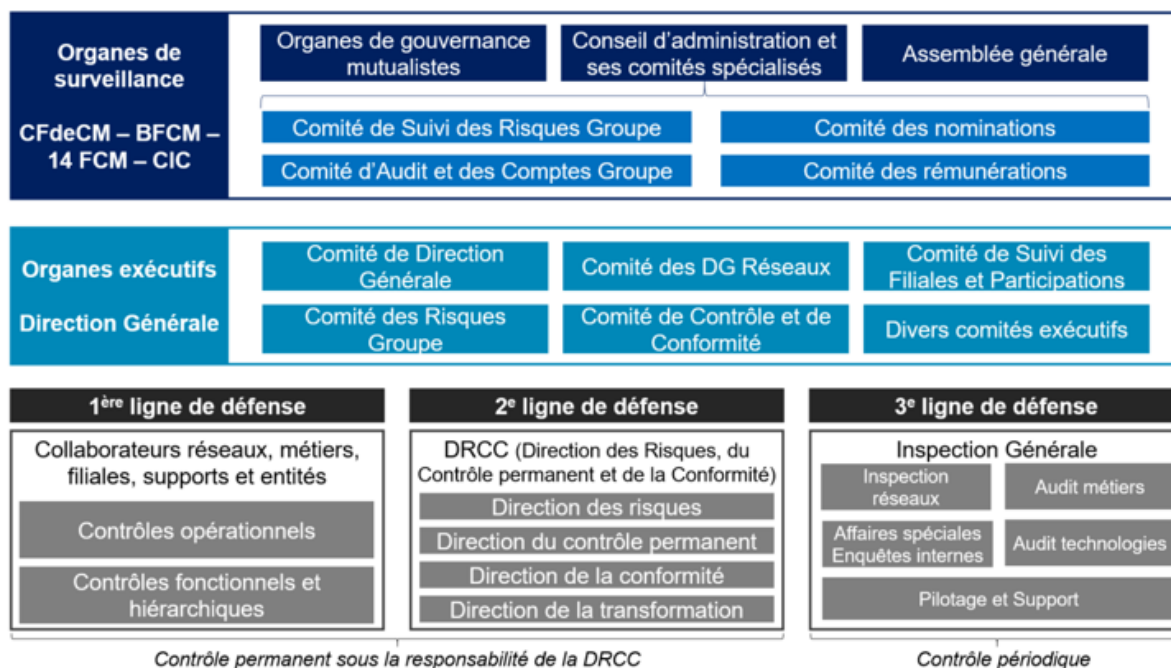 Organes de
surveillance
CFdeCM – BFCM –
14 FCM – CIC
Organes de gouvernance
mutualistes
Conseil d'administration et
ses comités spécialisés
Assemblée générale
Comité de Suivi des Risques Groupe
Comité des nominations
Comité d'Audit et des Comptes Groupe
Comité des rémunérations
Organes exécutifs
Direction Générale
Comité de Direction
Générale
Comité des DG Réseaux
Comité de Suivi des
Filiales et Participations
Comité des Risques
Groupe
Comité de Contrôle et de
Conformité
Divers comités exécutifs
1ère ligne de défense
Collaborateurs réseaux, métiers,
filiales, supports et entités
Contrôles opérationnels
Contrôles fonctionnels et
hiérarchiques
2e ligne de défense
DRCC (Direction des Risques, du
Contrôle permanent et de la Conformité)
Direction des risques
Direction du contrôle permanent
Direction de la conformité
Direction de la transformation
3e ligne de défense
Inspection Générale
Inspection
réseaux
Audit métiers
Affaires spéciales
Enquêtes internes
Audit technologies
Pilotage et Support
Contrôle permanent sous la responsabilité de la DRCC
Contrôle périodique